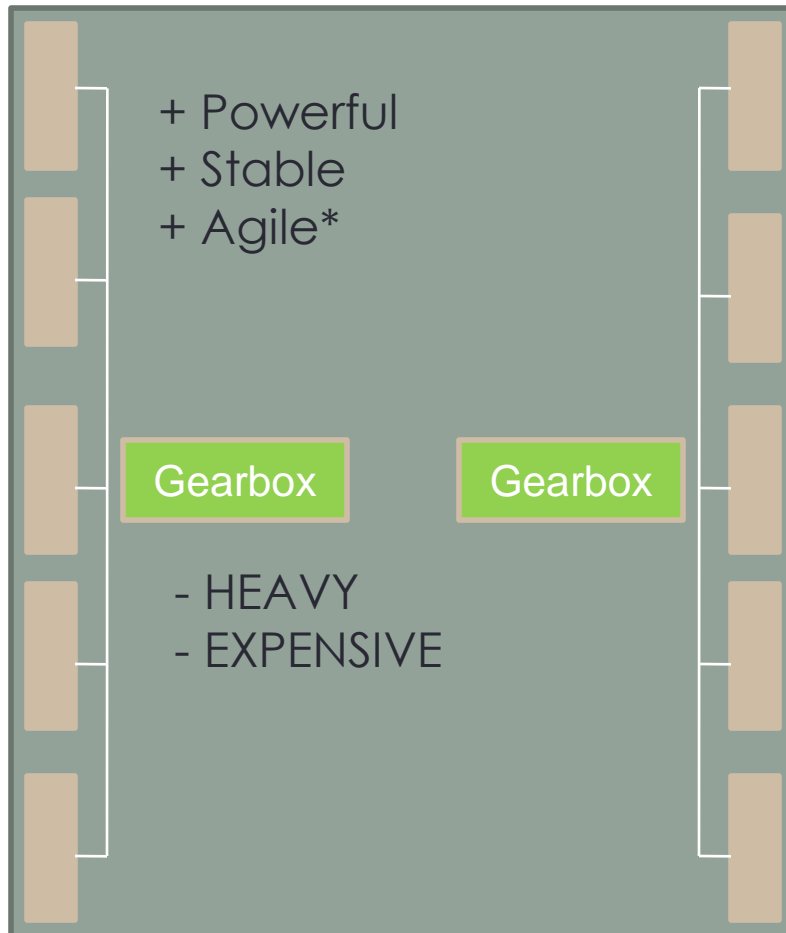 + Powerful
+ Stable
+ Agile*
Gearbox Gearbox
- HEAVY
- EXPENSIVE